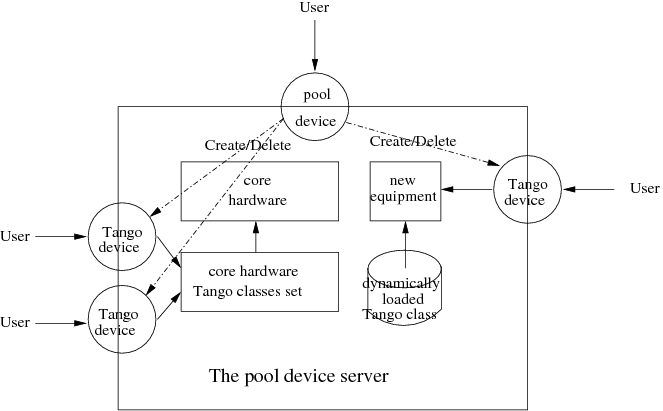 User
pool
device
Create/Delete
Create/Delete
core
hardware
new
equipment
Tango
device
User
User
Tango
device
core hardware
Tango classes set
dynamically
loaded
Tango class
User
Tango
device
The pool device server